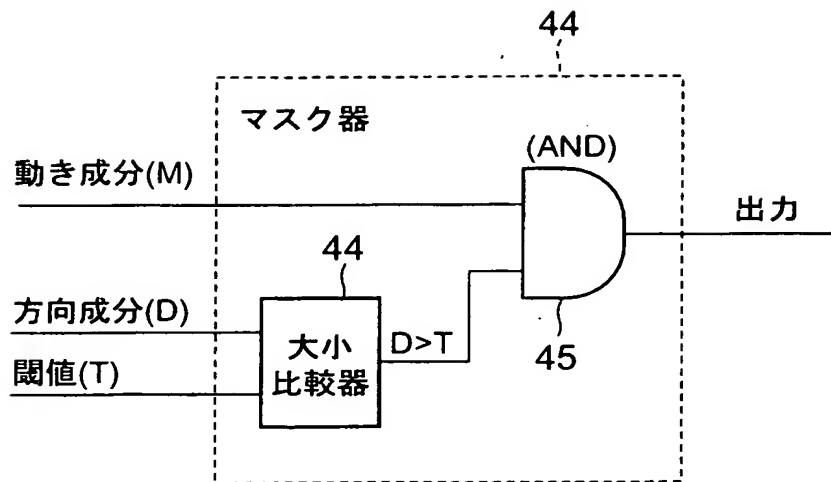 44
マスク器
(AND)
動き成分(M)
出力
44
方向成分(D)
大小
比較器
D>T
閾値(T)
45